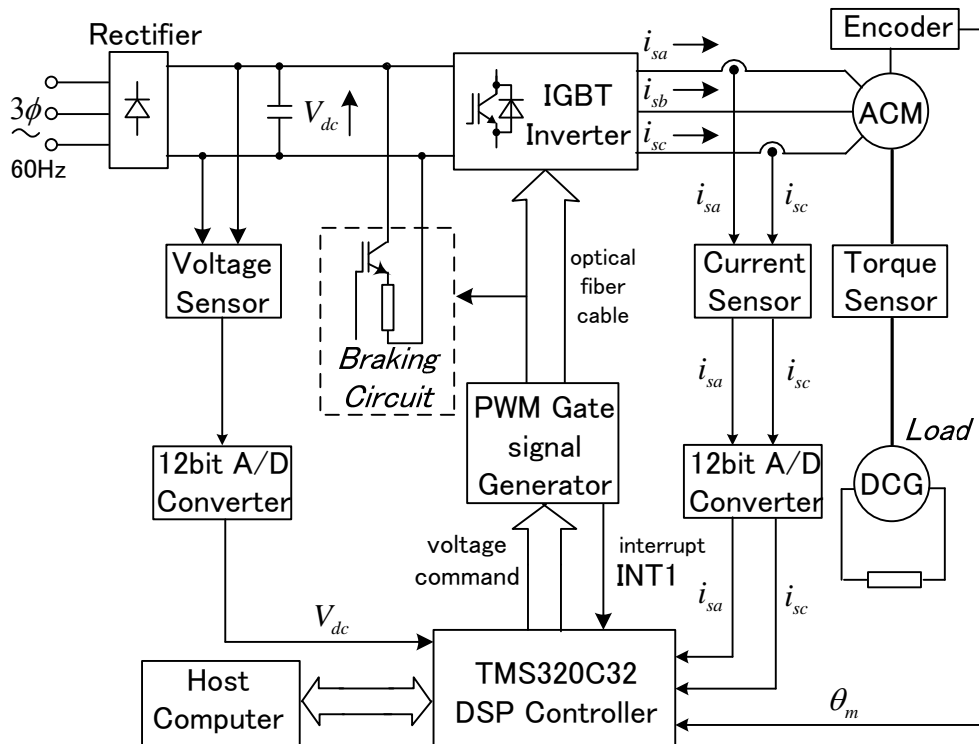 Rectifier
3ϕ
~
60Hz
V_dc
IGBT
Inverter
i_sa
i_sb
i_sc
Encoder
ACM
i_sa
i_sc
Voltage
Sensor
Braking
Circuit
optical
fiber
cable
Current
Sensor
Torque
Sensor
i_sa
i_sc
PWM Gate
signal
Generator
Load
DCG
12bit A/D
Converter
12bit A/D
Converter
voltage
command
interrupt
INT1
i_sa
i_sc
V_dc
Host
Computer
TMS320C32
DSP Controller
θ_m